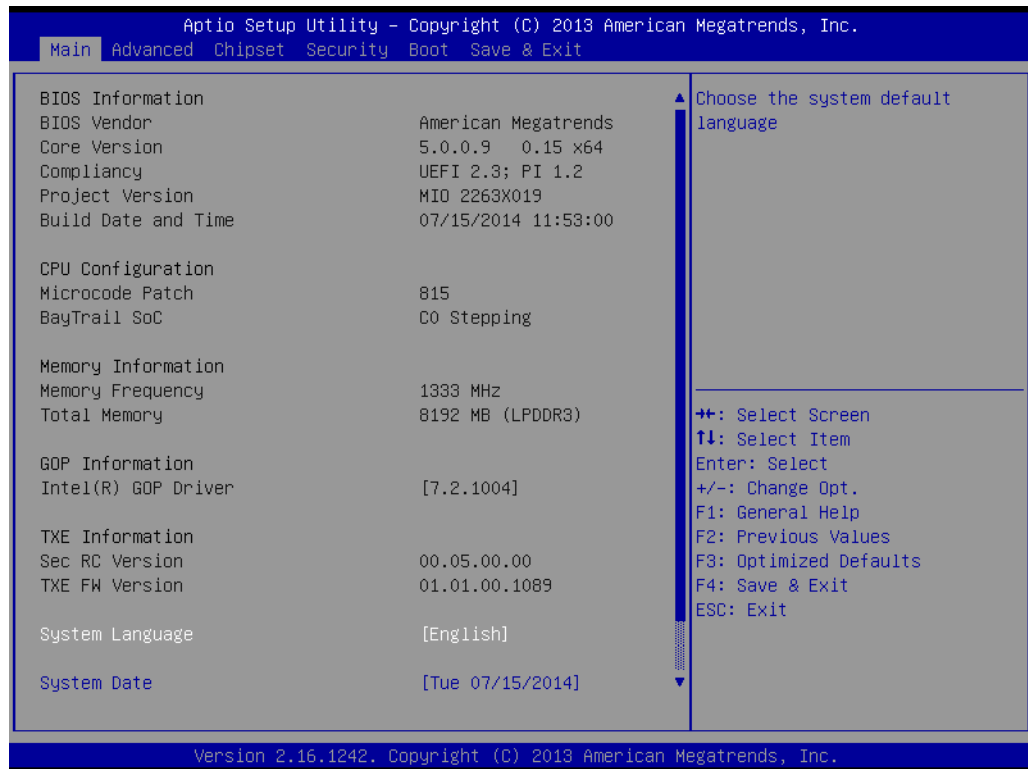 Aptio Setup Utility – Copyright (C) 2013 American Megatrends, Inc.
Main Advanced Chipset Security Boot Save & Exit
BIOS Information
BIOS Vendor American Megatrends
Core Version 5.0.0.9 0.15 x64
Compliancy UEFI 2.3; PI 1.2
Project Version MIO 2263X019
Build Date and Time 07/15/2014 11:53:00
CPU Configuration
Microcode Patch 815
BayTrail SoC C0 Stepping
Memory Information
Memory Frequency 1333 MHz
Total Memory 8192 MB (LPDDR3)
GOP Information
Intel(R) GOP Driver [7.2.1004]
TXE Information
Sec RC Version 00.05.00.00
TXE FW Version 01.01.00.1089
System Language [English]
System Date [Tue 07/15/2014]
Choose the system default
language
→←: Select Screen
↑↓: Select Item
Enter: Select
+/-: Change Opt.
F1: General Help
F2: Previous Values
F3: Optimized Defaults
F4: Save & Exit
ESC: Exit
Version 2.16.1242. Copyright (C) 2013 American Megatrends, Inc.